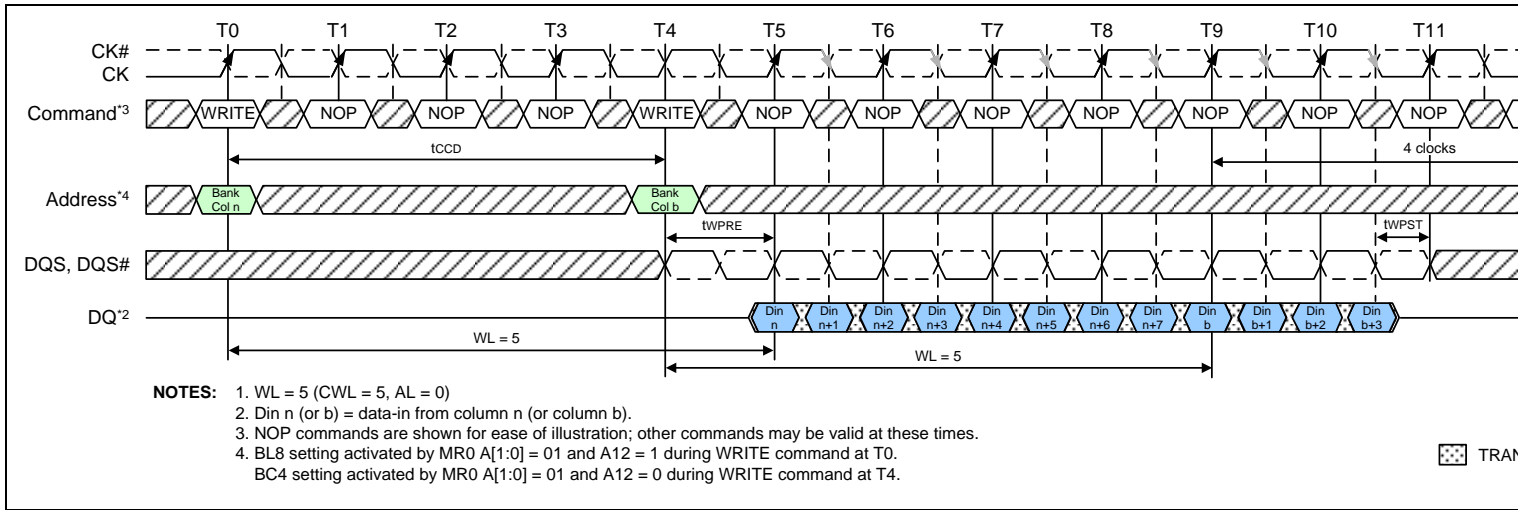 T0 T1 T2 T3 T4 T5 T6 T7 T8 T9 T10 T11
CK#
CK
Command*3 WRITE NOP NOP NOP WRITE NOP NOP NOP NOP NOP NOP NOP
tCCD 4 clocks
Address*4 Bank Col n Bank Col b
tWPRE tWPST
DQS, DQS#
DQ*2 Din n Din n+1 Din n+2 Din n+3 Din n+4 Din n+5 Din n+6 Din n+7 Din b Din b+1 Din b+2 Din b+3
WL = 5
WL = 5
NOTES: 1. WL = 5 (CWL = 5, AL = 0)
2. Din n (or b) = data-in from column n (or column b).
3. NOP commands are shown for ease of illustration; other commands may be valid at these times.
4. BL8 setting activated by MR0 A[1:0] = 01 and A12 = 1 during WRITE command at T0.
BC4 setting activated by MR0 A[1:0] = 01 and A12 = 0 during WRITE command at T4.
TRAN